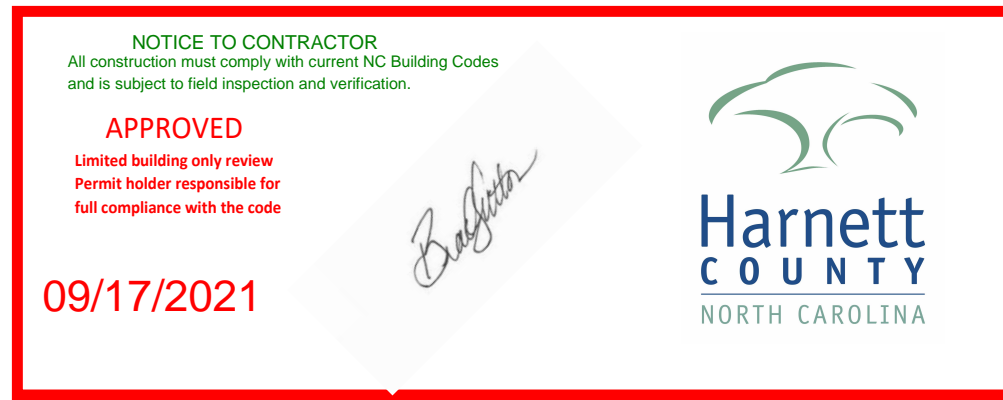 NOTICE TO CONTRACTOR
All construction must comply with current NC Building Codes
and is subject to field inspection and verification.
APPROVED
Limited building only review
Permit holder responsible for
full compliance with the code
09/17/2021
Brad Sutton
Harnett
COUNTY
NORTH CAROLINA